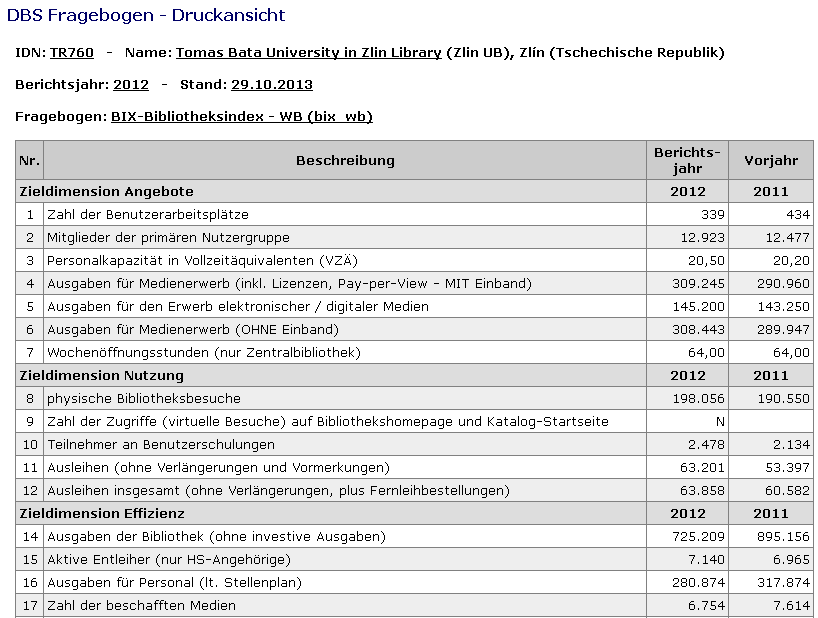 DBS Fragebogen - Druckansicht
IDN: TR760 - Name: Tomas Bata University in Zlin Library (Zlin UB), Zlín (Tschechische Republik)
Berichtsjahr: 2012 - Stand: 29.10.2013
Fragebogen: BIX-Bibliotheksindex - WB (bix_wb)
Nr. Beschreibung Berichts-jahr Vorjahr
Zieldimension Angebote 2012 2011
1 Zahl der Benutzerarbeitsplätze 339 434
2 Mitglieder der primären Nutzergruppe 12.923 12.477
3 Personalkapazität in Vollzeitäquivalenten (VZÄ) 20,50 20,20
4 Ausgaben für Medienerwerb (inkl. Lizenzen, Pay-per-View - MIT Einband) 309.245 290.960
5 Ausgaben für den Erwerb elektronischer / digitaler Medien 145.200 143.250
6 Ausgaben für Medienerwerb (OHNE Einband) 308.443 289.947
7 Wochenöffnungsstunden (nur Zentralbibliothek) 64,00 64,00
Zieldimension Nutzung 2012 2011
8 physische Bibliotheksbesuche 198.056 190.550
9 Zahl der Zugriffe (virtuelle Besuche) auf Bibliothekshomepage und Katalog-Startseite N
10 Teilnehmer an Benutzerschulungen 2.478 2.134
11 Ausleihen (ohne Verlängerungen und Vormerkungen) 63.201 53.397
12 Ausleihen insgesamt (ohne Verlängerungen, plus Fernleihbestellungen) 63.858 60.582
Zieldimension Effizienz 2012 2011
14 Ausgaben der Bibliothek (ohne investive Ausgaben) 725.209 895.156
15 Aktive Entleiher (nur HS-Angehörige) 7.140 6.965
16 Ausgaben für Personal (lt. Stellenplan) 280.874 317.874
17 Zahl der beschafften Medien 6.754 7.614